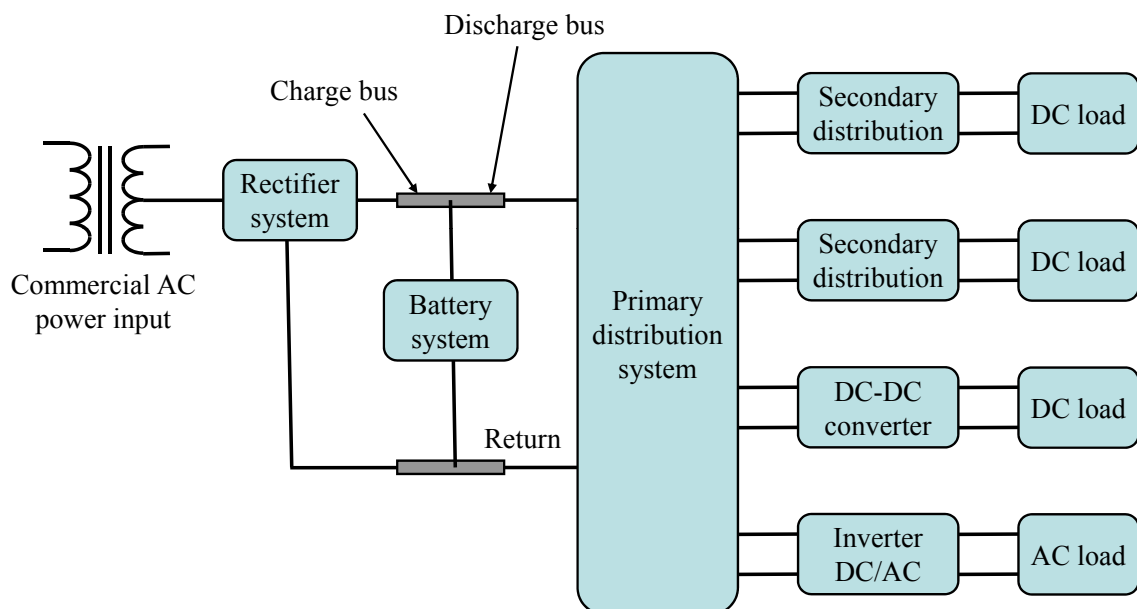 Discharge bus
Charge bus
Commercial AC
power input
Rectifier
system
Battery
system
Return
Primary
distribution
system
Secondary
distribution
DC load
Secondary
distribution
DC load
DC-DC
converter
DC load
Inverter
DC/AC
AC load